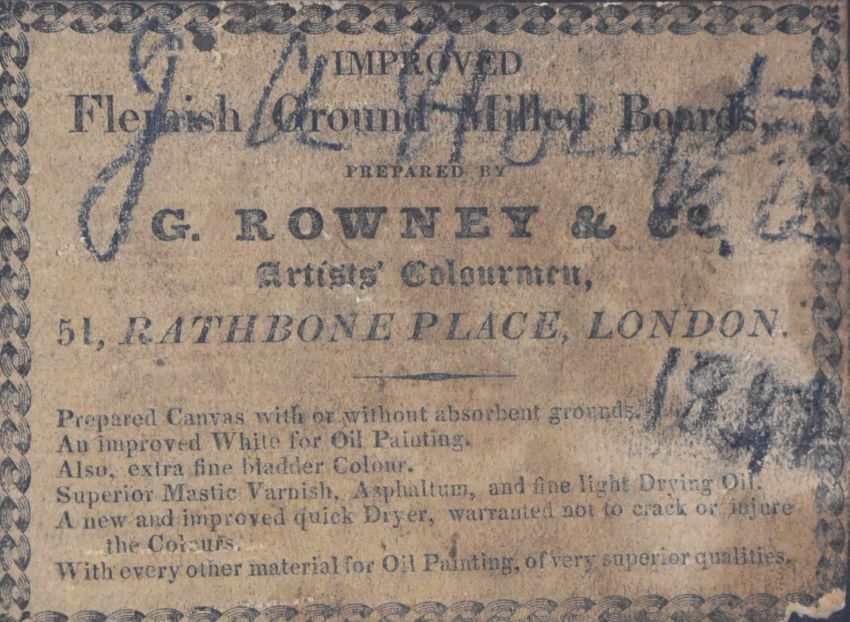 IMPROVED
Flemish Ground Milled Boards,
PREPARED BY
G. ROWNEY & Co.
Artists' Colourmen,
51, RATHBONE PLACE, LONDON.
Prepared Canvas with or without absorbent grounds.
An improved White for Oil Painting.
Also, extra fine bladder Colour.
Superior Mastic Varnish, Asphaltum, and fine light Drying Oil.
A new and improved quick Dryer, warranted not to crack or injure
the Colours.
With every other material for Oil Painting, of very superior qualities.
J